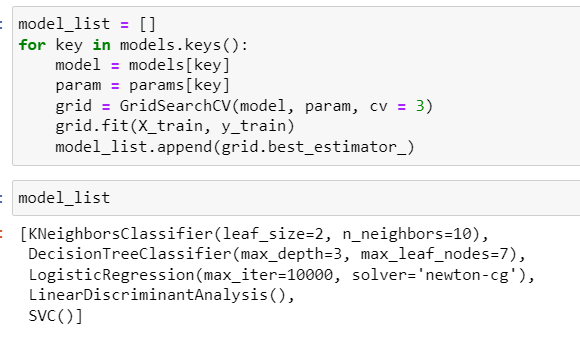 : model_list = []
for key in models.keys():
    model = models[key]
    param = params[key]
    grid = GridSearchCV(model, param, cv = 3)
    grid.fit(X_train, y_train)
    model_list.append(grid.best_estimator_)
: model_list
: [KNeighborsClassifier(leaf_size=2, n_neighbors=10),
 DecisionTreeClassifier(max_depth=3, max_leaf_nodes=7),
 LogisticRegression(max_iter=10000, solver='newton-cg'),
 LinearDiscriminantAnalysis(),
 SVC()]